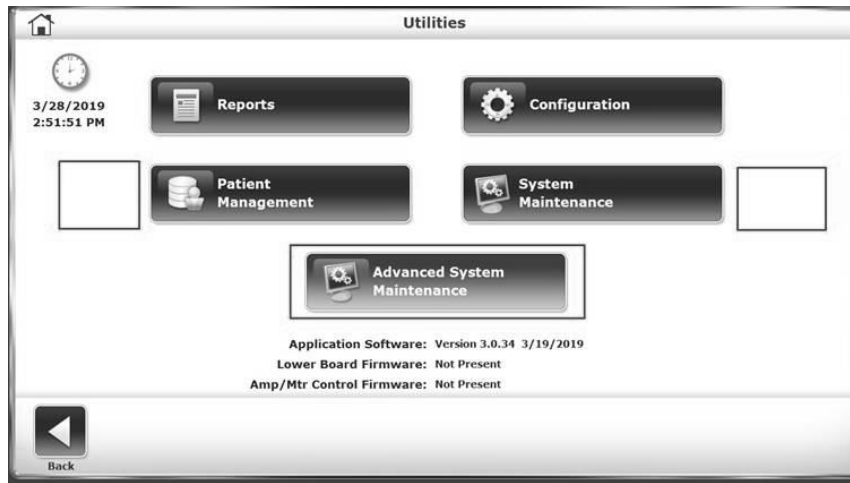 Utilities
3/28/2019
2:51:51 PM
Reports
Configuration
Patient
Management
System
Maintenance
Advanced System
Maintenance
Application Software: Version 3.0.34 3/19/2019
Lower Board Firmware: Not Present
Amp/Mtr Control Firmware: Not Present
Back